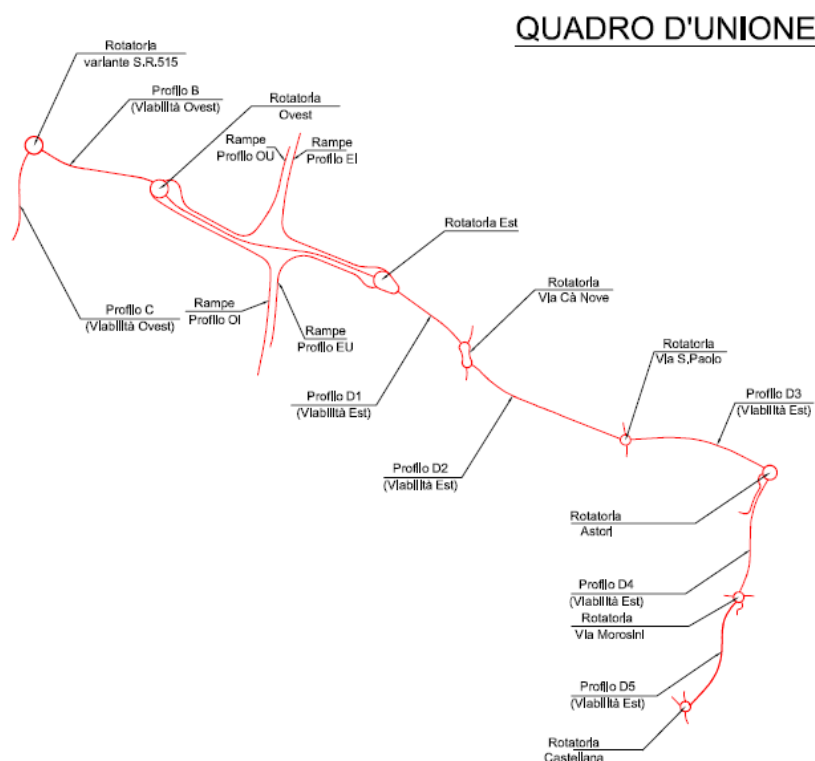 QUADRO D'UNIONE
Rotatoria
variante S.R.515
Profilo B
(Viabilità Ovest)
Rotatoria
Ovest
Rampe
Profilo OU
Rampe
Profilo EI
Rotatoria Est
Rotatoria
Via Cà Nove
Profilo C
(Viabilità Ovest)
Rampe
Profilo OI
Rampe
Profilo EU
Rotatoria
Via S.Paolo
Profilo D1
(Viabilità Est)
Profilo D3
(Viabilità Est)
Profilo D2
(Viabilità Est)
Rotatoria
Astori
Profilo D4
(Viabilità Est)
Rotatoria
Via Morosini
Profilo D5
(Viabilità Est)
Rotatoria
Castellana